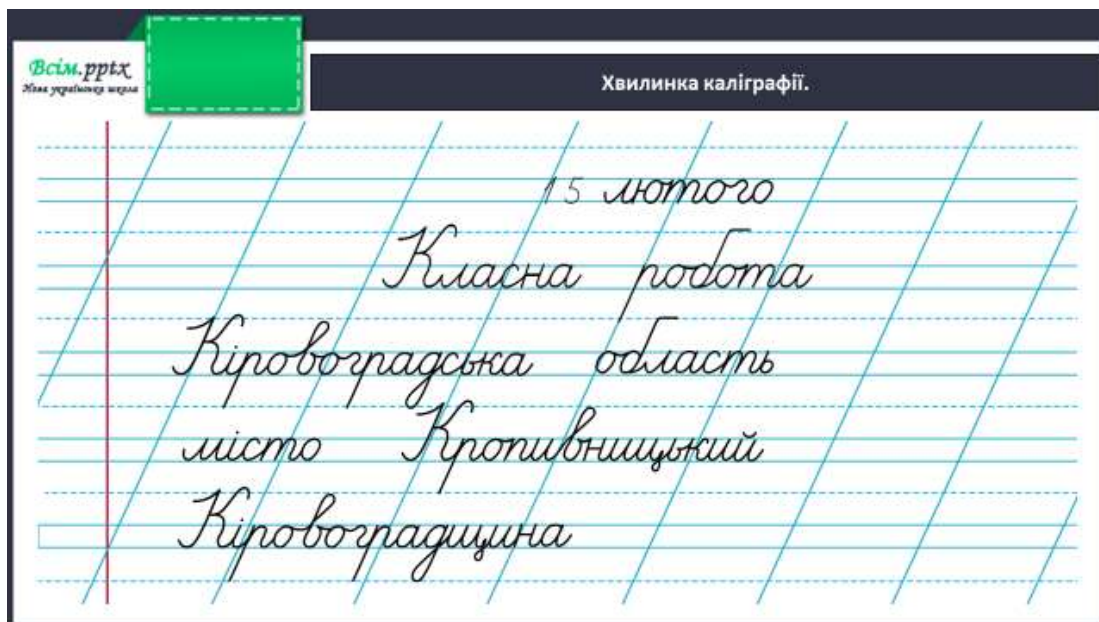 Всім.pptx
Нова українська школа
Хвилинка каліграфії.
15 лютого
Класна робота
Кіровоградська область
місто Кропивницький
Кіровоградщина